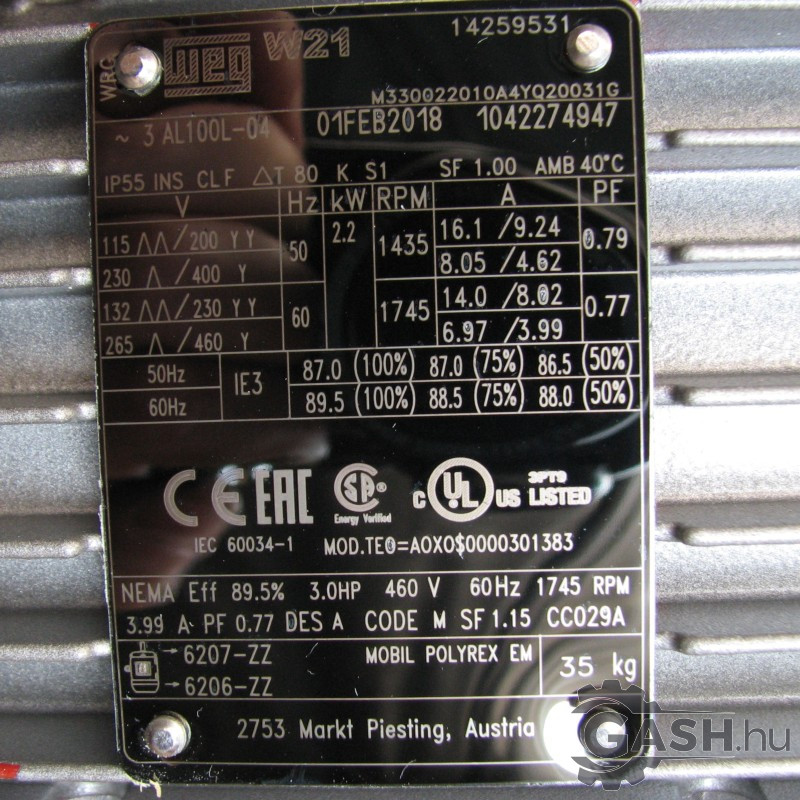 WEG W21 14259531
WRC
M330022010A4YQ20031G
~ 3 AL100L-04 01FEB2018 1042274947
IP55 INS CL F ΔT 80 K S1 SF 1.00 AMB 40°C
V Hz kW RPM A PF
115 ΛΛ/200 YY 50 2.2 1435 16.1 /9.24 0.79
230 Λ/400 Y 8.05 /4.62
132 ΛΛ/230 YY 60 1745 14.0 /8.02 0.77
265 Λ/460 Y 6.97 /3.99
50Hz IE3 87.0 (100%) 87.0 (75%) 86.5 (50%)
60Hz 89.5 (100%) 88.5 (75%) 88.0 (50%)
CE EAC SA ® C UL US 3PT9 LISTED
Energy Verified
IEC 60034-1 MOD.TE0=A0X0$0000301383
NEMA Eff 89.5% 3.0HP 460 V 60Hz 1745 RPM
3.99 A PF 0.77 DES A CODE M SF 1.15 CC029A
→6207-ZZ MOBIL POLYREX EM 35 kg
→6206-ZZ
2753 Markt Piesting, Austria
GASH.hu